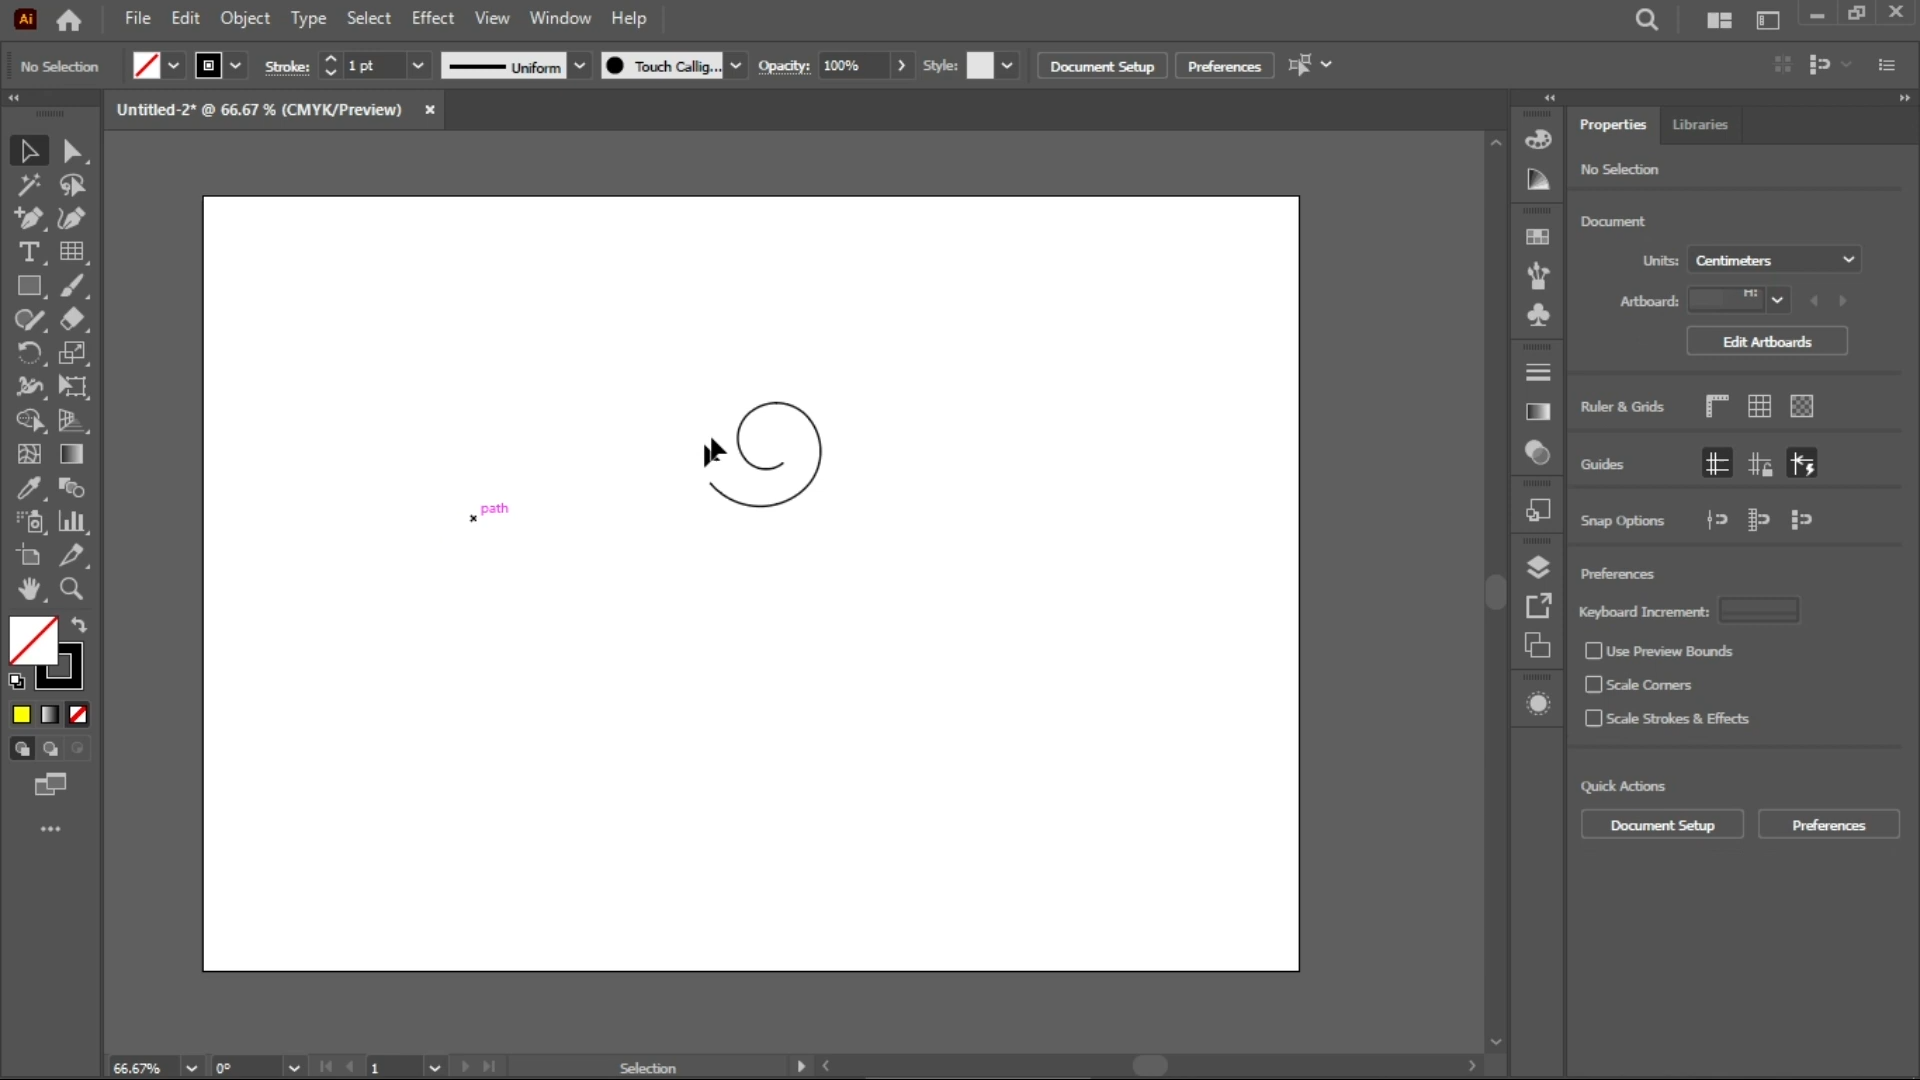 Ai File Edit Object Type Select Effect View Window Help
No Selection Stroke: 1 pt Uniform Touch Callig... Opacity: 100% Style: Document Setup Preferences
Untitled-2* @ 66.67 % (CMYK/Preview)
Properties Libraries
No Selection
Document
Units: Centimeters
Artboard: H:
Edit Artboards
Ruler & Grids
Guides
path
Snap Options
Preferences
Keyboard Increment:
Use Preview Bounds
Scale Corners
Scale Strokes & Effects
Quick Actions
Document Setup Preferences
66.67% 0° 1 Selection